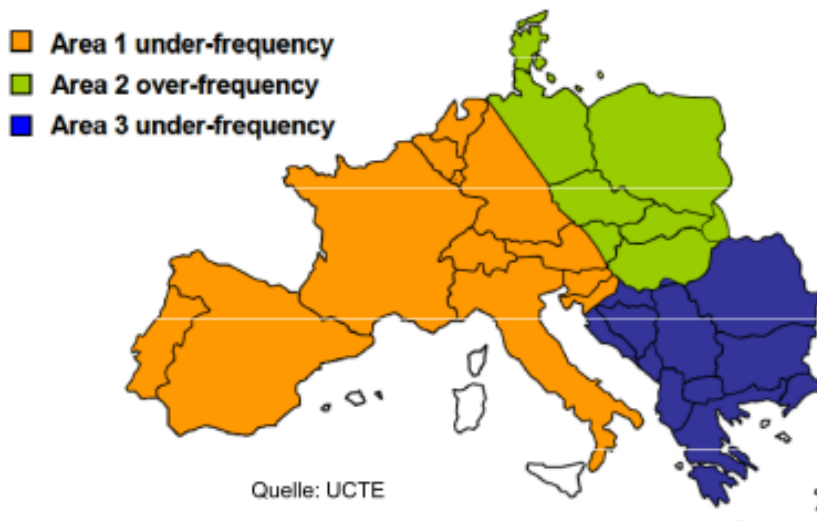 Area 1 under-frequency
Area 2 over-frequency
Area 3 under-frequency
Quelle: UCTE